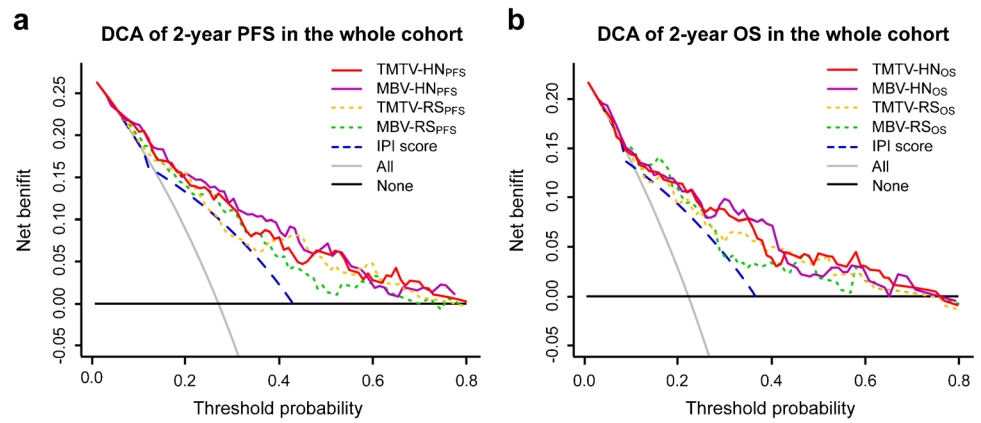 a
DCA of 2-year PFS in the whole cohort
TMTV-HNPFS
MBV-HNPFS
TMTV-RSPFS
MBV-RSPFS
IPI score
All
None
Net benifit
0.25
0.20
0.15
0.10
0.05
0.00
-0.05
0.0 0.2 0.4 0.6 0.8
Threshold probability
b
DCA of 2-year OS in the whole cohort
TMTV-HNOS
MBV-HNOS
TMTV-RSOS
MBV-RSOS
IPI score
All
None
Net benifit
0.20
0.15
0.10
0.05
0.00
-0.05
0.0 0.2 0.4 0.6 0.8
Threshold probability